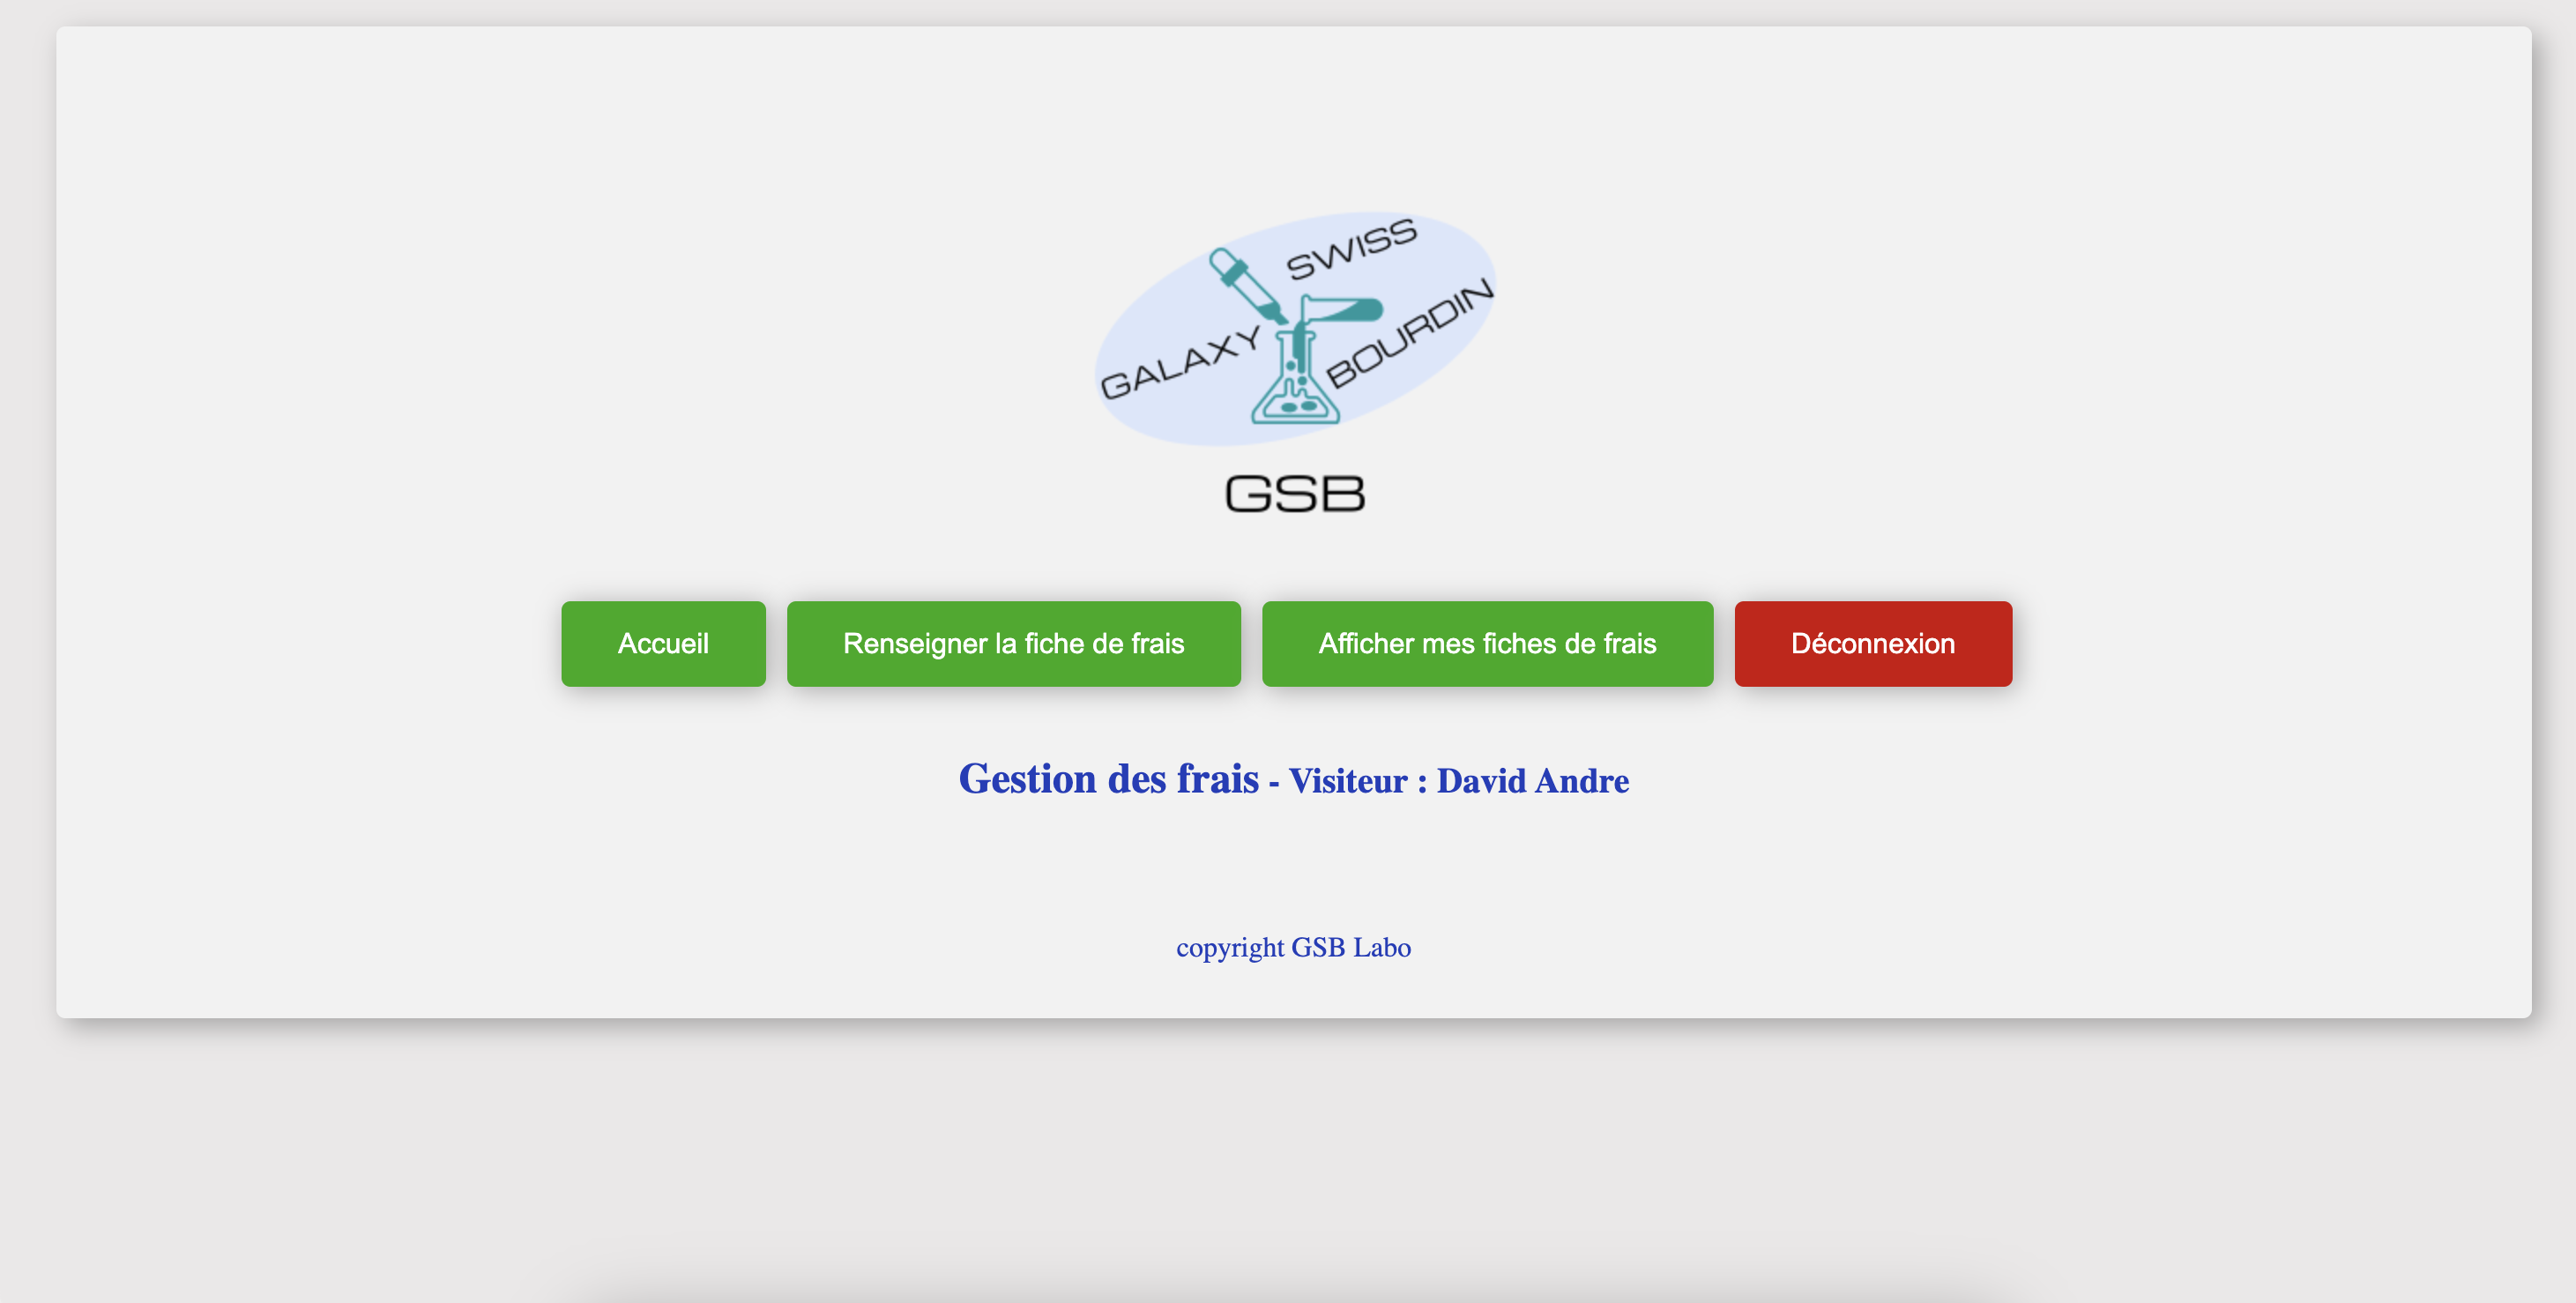 SWISS
GALAXY
BOURDIN
GSB
Accueil
Renseigner la fiche de frais
Afficher mes fiches de frais
Déconnexion
Gestion des frais - Visiteur : David Andre
copyright GSB Labo